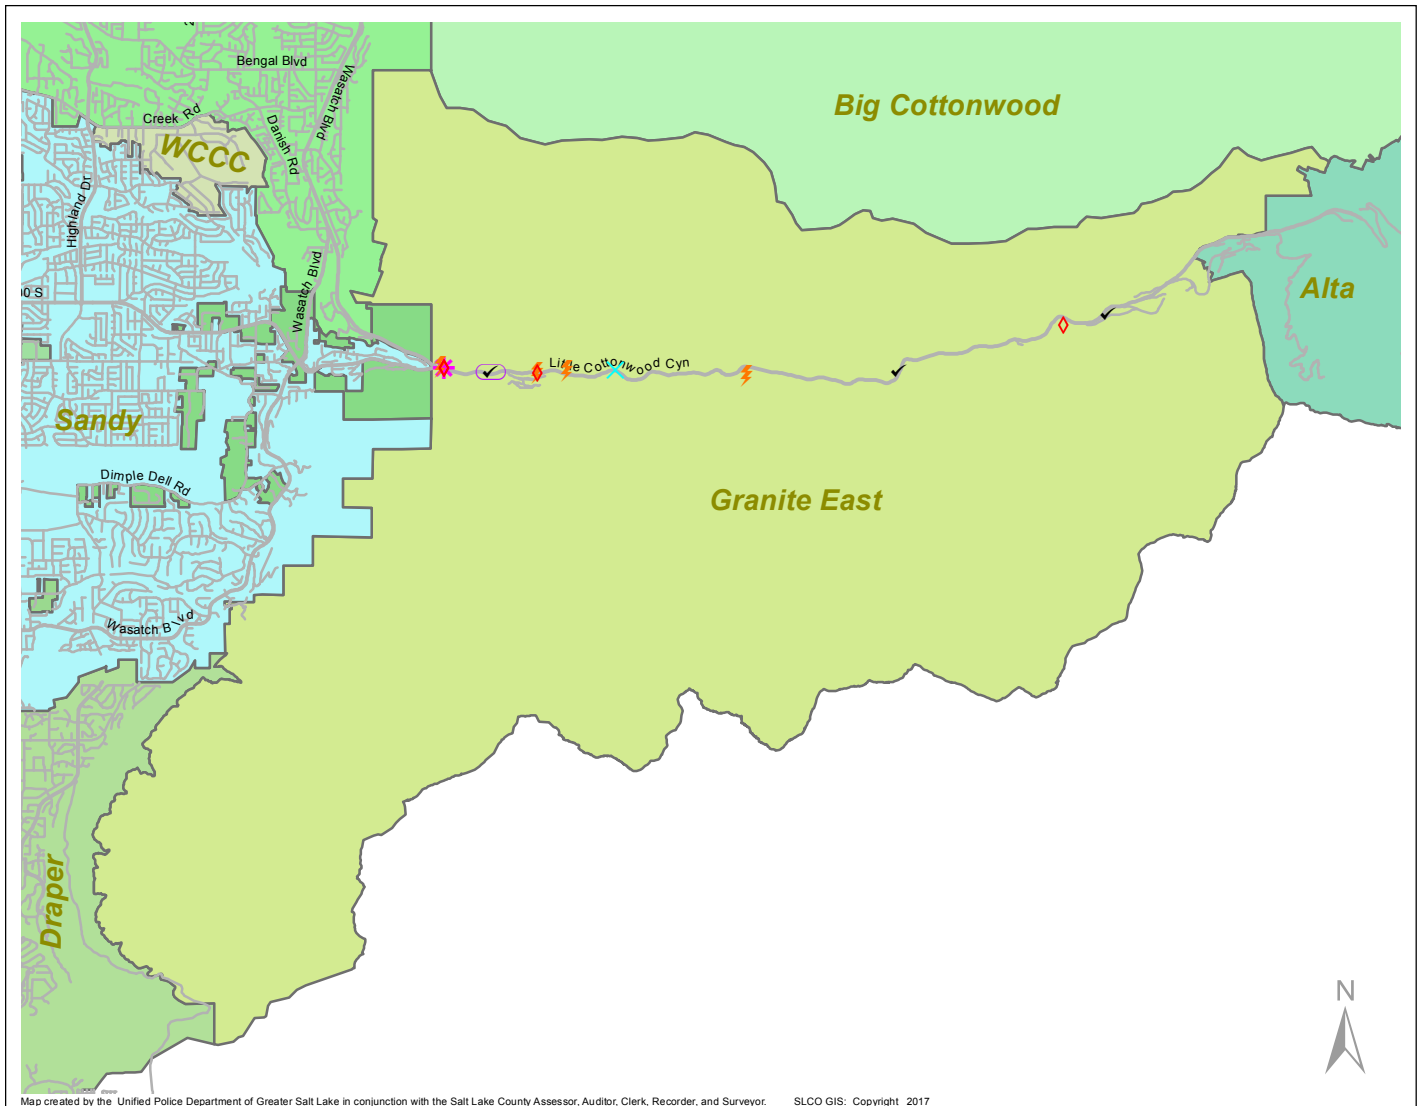 Bengal Blvd
Wasatch Blvd
Big Cottonwood
Creek Rd
Danish Rd
WCCC
Highland Dr
Wasatch Blvd
Alta
0 S
Little Cottonwood Cyn
Sandy
Dimple Dell Rd
Granite East
Wasatch Blvd
Draper
N
Map created by the Unified Police Department of Greater Salt Lake in conjunction with the Salt Lake County Assessor, Auditor, Clerk, Recorder, and Surveyor. SLCO GIS: Copyright 2017